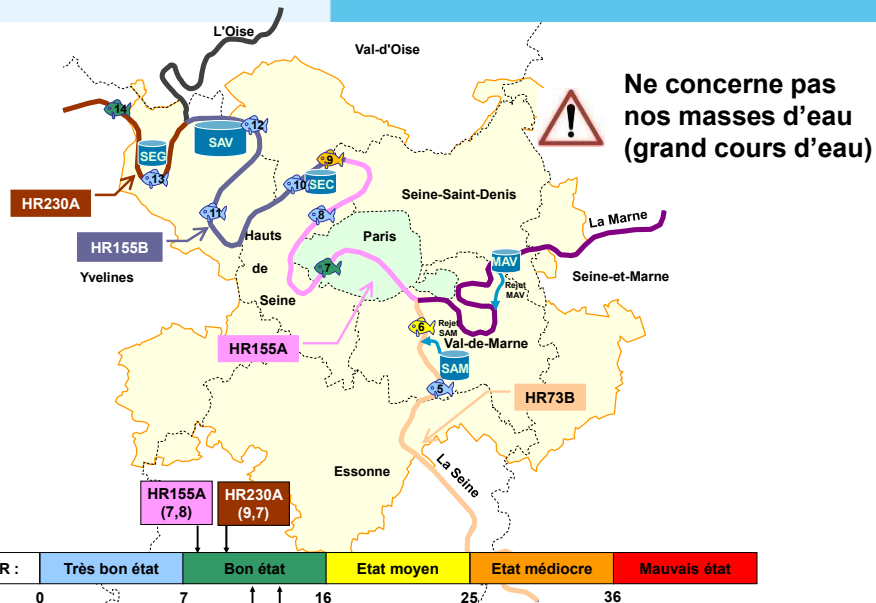 L'Oise
Val-d'Oise
Ne concerne pas
nos masses d'eau
(grand cours d'eau)
14
12
SAV
SEG
13
9
10
SEC
HR230A
11
8
Seine-Saint-Denis
La Marne
HR155B
Hauts
Paris
Yvelines
de
7
MAV
Seine-et-Marne
Rejet
MAV
Seine
6
Rejet
SAM
HR155A
Val-de-Marne
SAM
5
HR73B
Essonne
La Seine
HR155A
(7,8)
HR230A
(9,7)
R :
Très bon état
Bon état
Etat moyen
Etat médiocre
Mauvais état
0
7
16
25
36